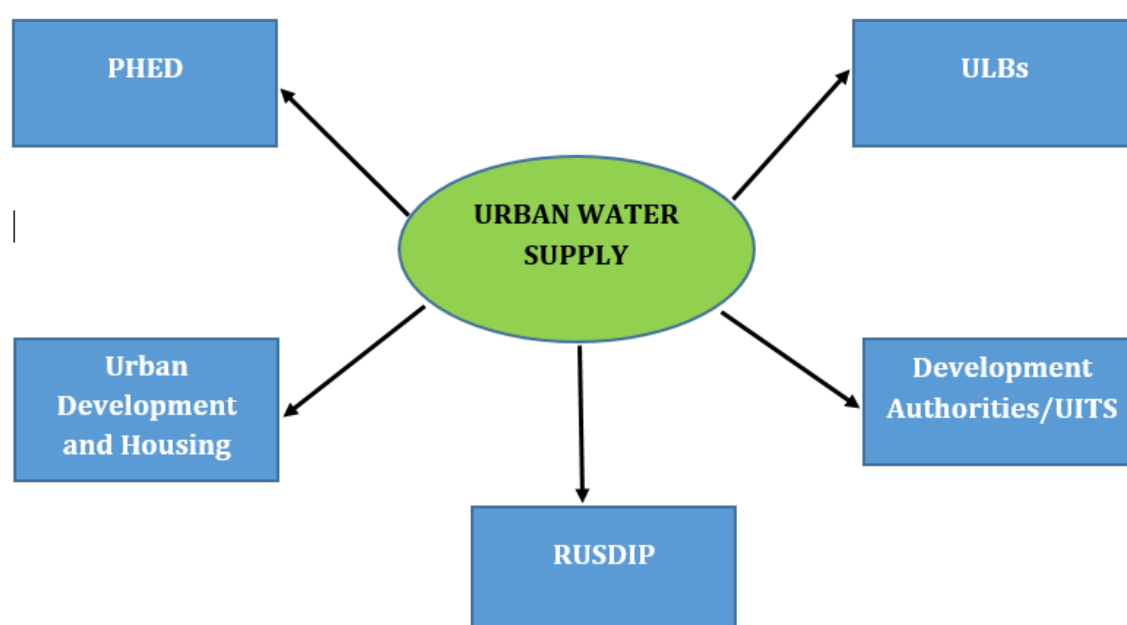 PHED
ULBs
URBAN WATER
SUPPLY
Urban
Development
and Housing
Development
Authorities/UITS
RUSDIP